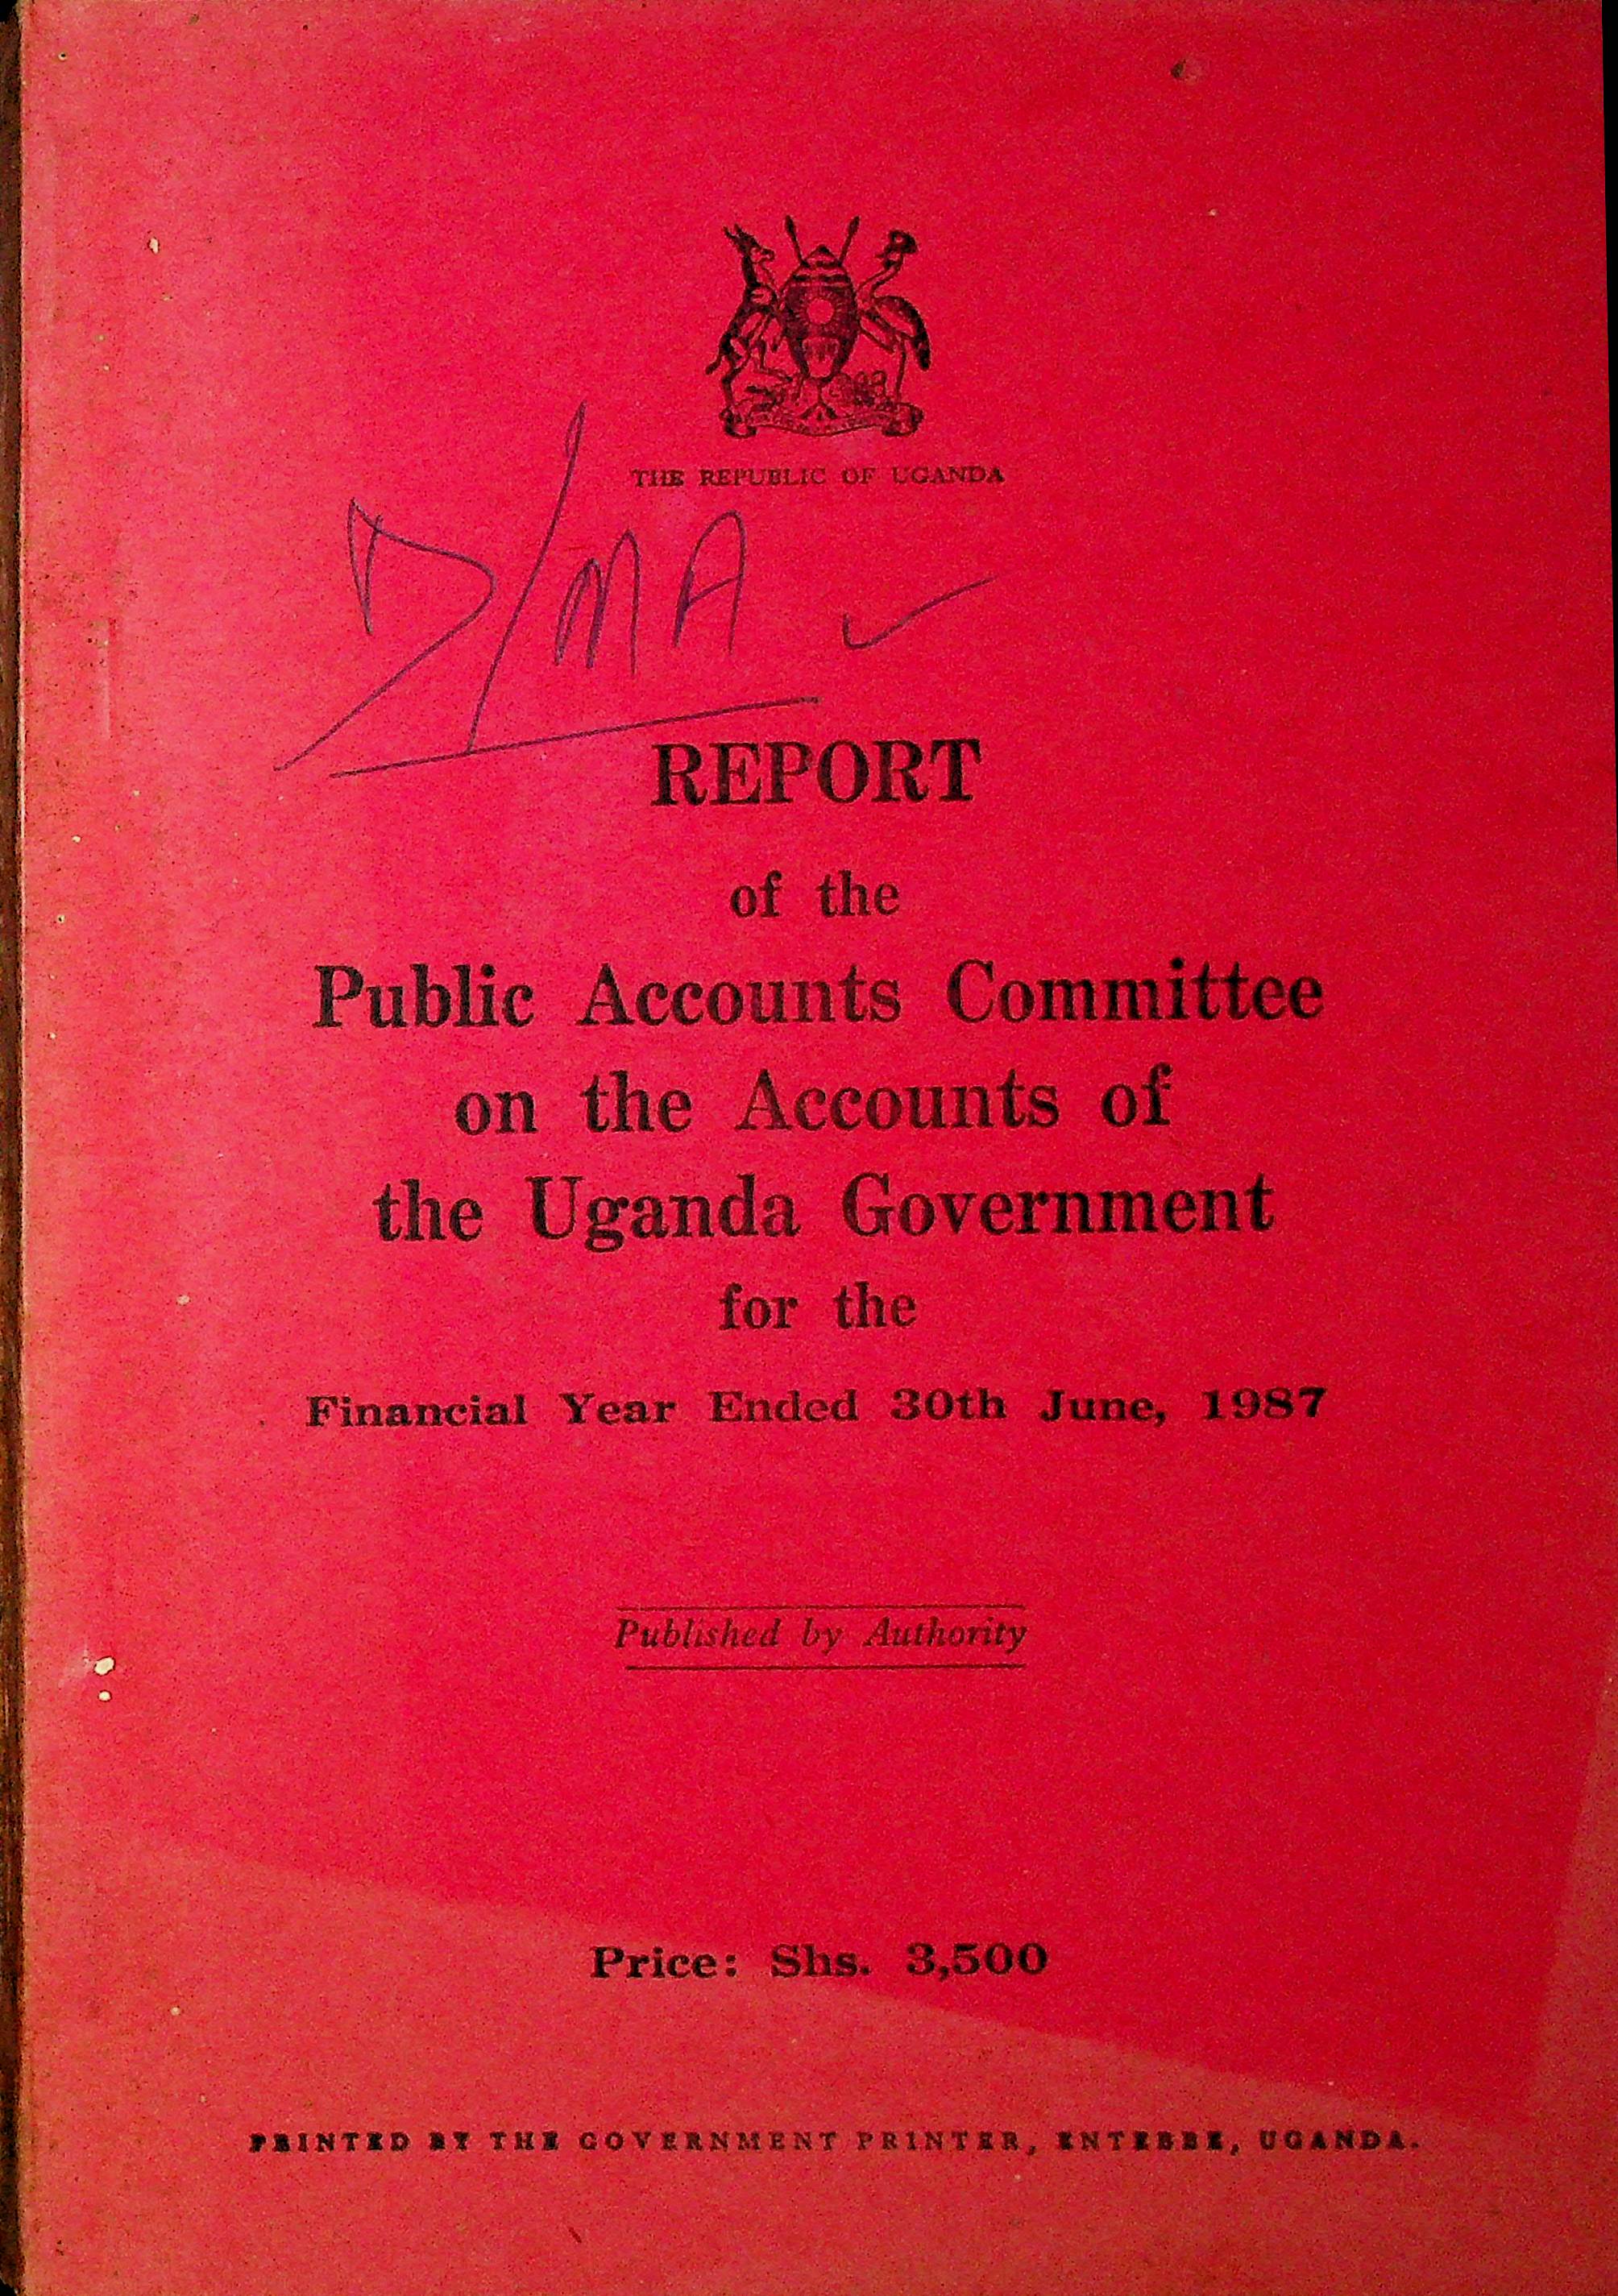 THE REPUBLIC OF UGANDA
D/MA
REPORT
of the
Public Accounts Committee
on the Accounts of
the Uganda Government
for the
Financial Year Ended 30th June, 1987
Published by Authority
Price: Shs. 3,500
PRINTED BY THE GOVERNMENT PRINTER, ENTEBBE, UGANDA.